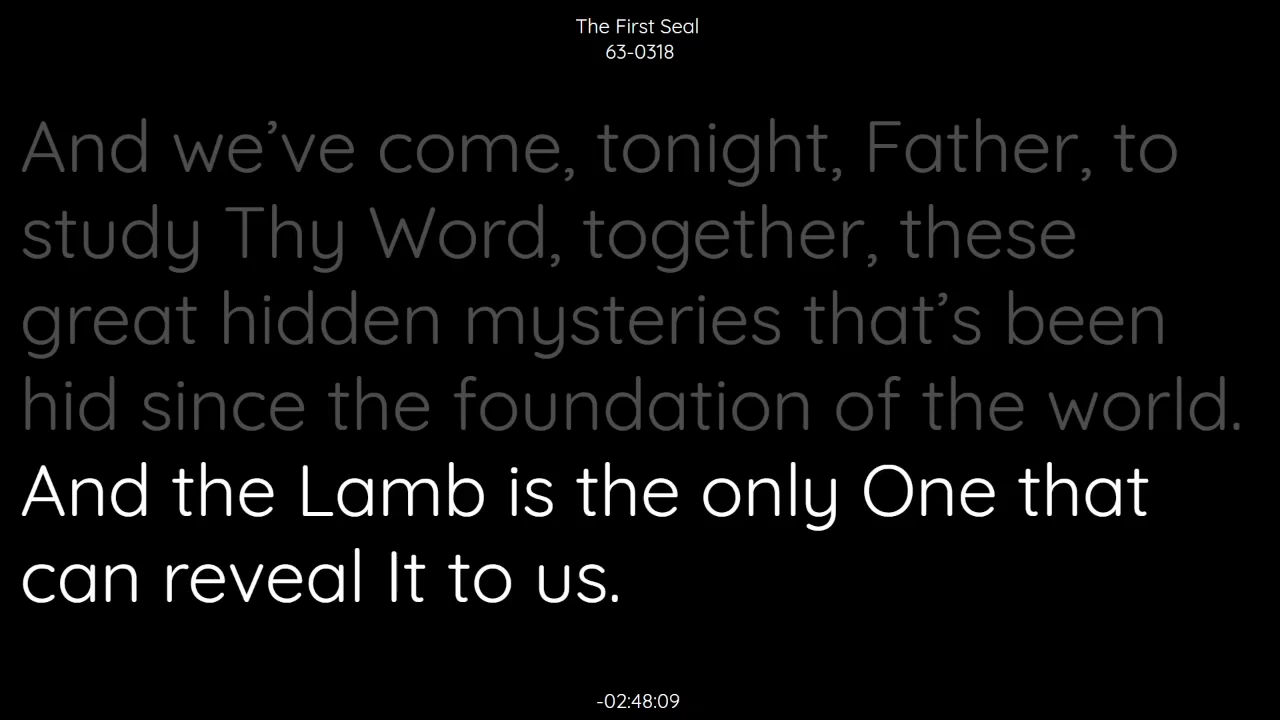 The First Seal
63-0318
And we’ve come, tonight, Father, to
study Thy Word, together, these
great hidden mysteries that’s been
hid since the foundation of the world.
And the Lamb is the only One that
can reveal It to us.
-02:48:09